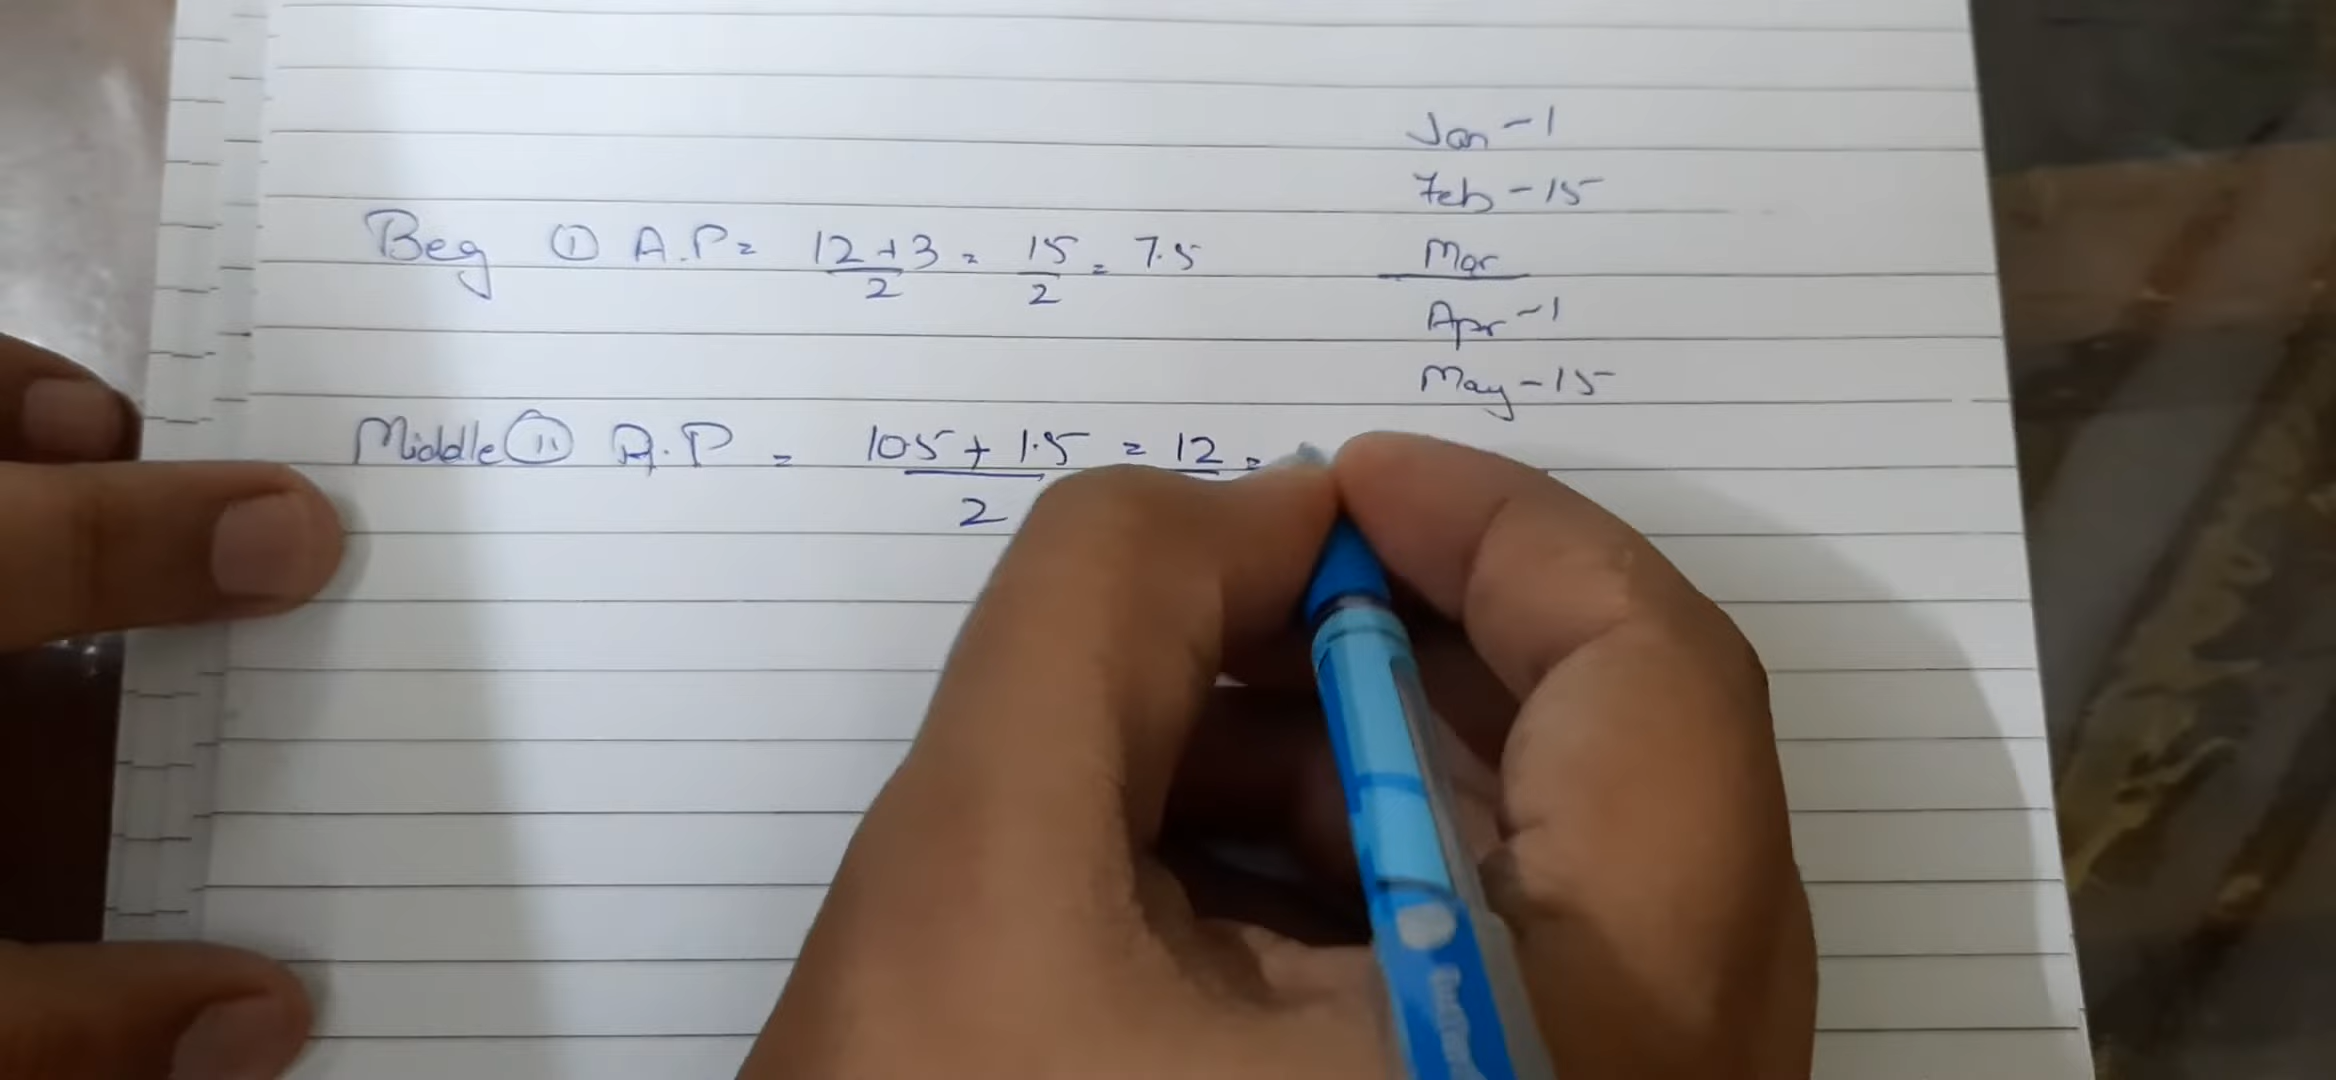 Jan - 1
Feb - 15
Beg ① A.P = 12+3/2 = 15/2 = 7.5
Mar
Apr - 1
May - 15
Middle ⑪ A.P = 10.5 + 1.5/2 = 12 =